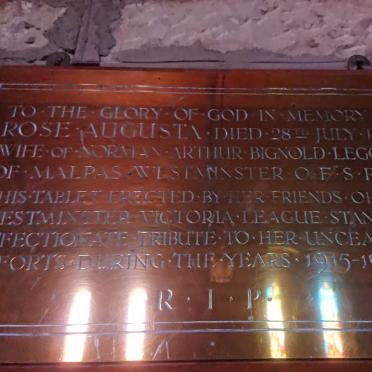 TO · THE · GLORY · OF · GOD · IN · MEMORY
ROSE · AUGUSTA · DIED · 28TH JULY
WIFE · OF · NORMAN · ARTHUR · BIGNOLD · LEGG
OF · MALPAS, WESTMINSTER O.F.S.
HIS TABLET ERECTED BY HER FRIENDS OF
ESTMINSTER VICTORIA LEAGUE STAN
FECTIONATE TRIBUTE TO HER UNCEA
FORTS · DURING · THE · YEARS · 1915-1
R · I · P ·